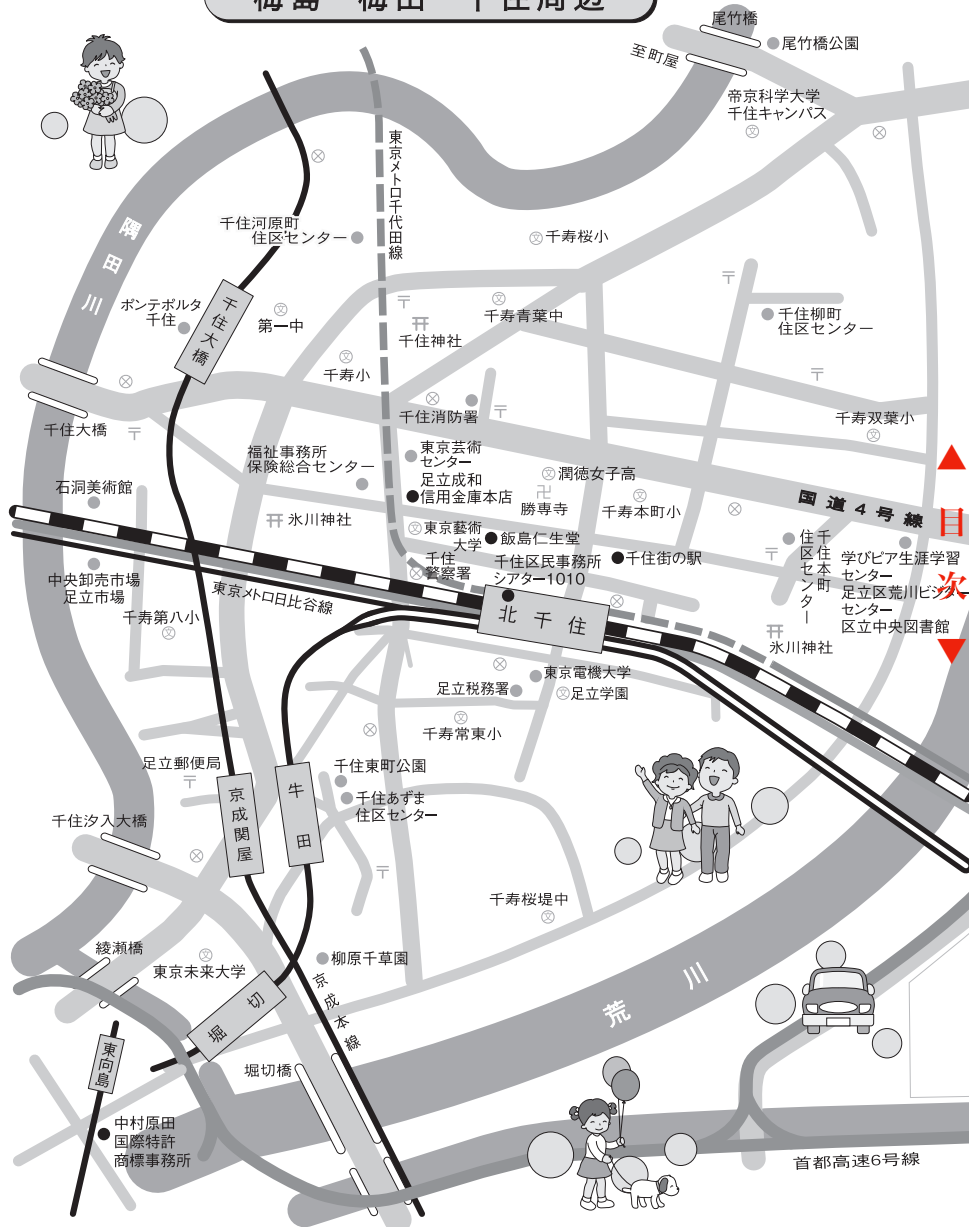 梅島・梅田・千住周辺
尾竹橋
尾竹橋公園
至町屋
帝京科学大学
千住キャンパス
東京メトロ千代田線
隅田川
千住河原町
住区センター
千寿桜小
ポンテポルタ
千住
千住大橋
第一中
千寿青葉中
千住神社
千住柳町
住区センター
千寿小
千住消防署
千寿双葉小
千住大橋
福祉事務所
保険総合センター
東京芸術
センター
足立成和
信用金庫本店
潤徳女子高
勝専寺
千寿本町小
国道4号線
石洞美術館
氷川神社
東京藝術
大学
飯島仁生堂
千住
警察署
千住区民事務所
シアター1010
千住街の駅
千住本町
住区センター
学びピア生涯学習
センター
足立区荒川ビジター
センター
区立中央図書館
▲
目
次
▼
中央卸売市場
足立市場
東京メトロ日比谷線
千寿第八小
北千住
氷川神社
足立税務署
東京電機大学
足立学園
千寿常東小
足立郵便局
京成関屋
牛田
千住東町公園
千住あずま
住区センター
千住汐入大橋
千寿桜堤中
綾瀬橋
東京未来大学
柳原千草園
堀切
京成本線
荒川
東向島
堀切橋
中村原田
国際特許
商標事務所
首都高速6号線